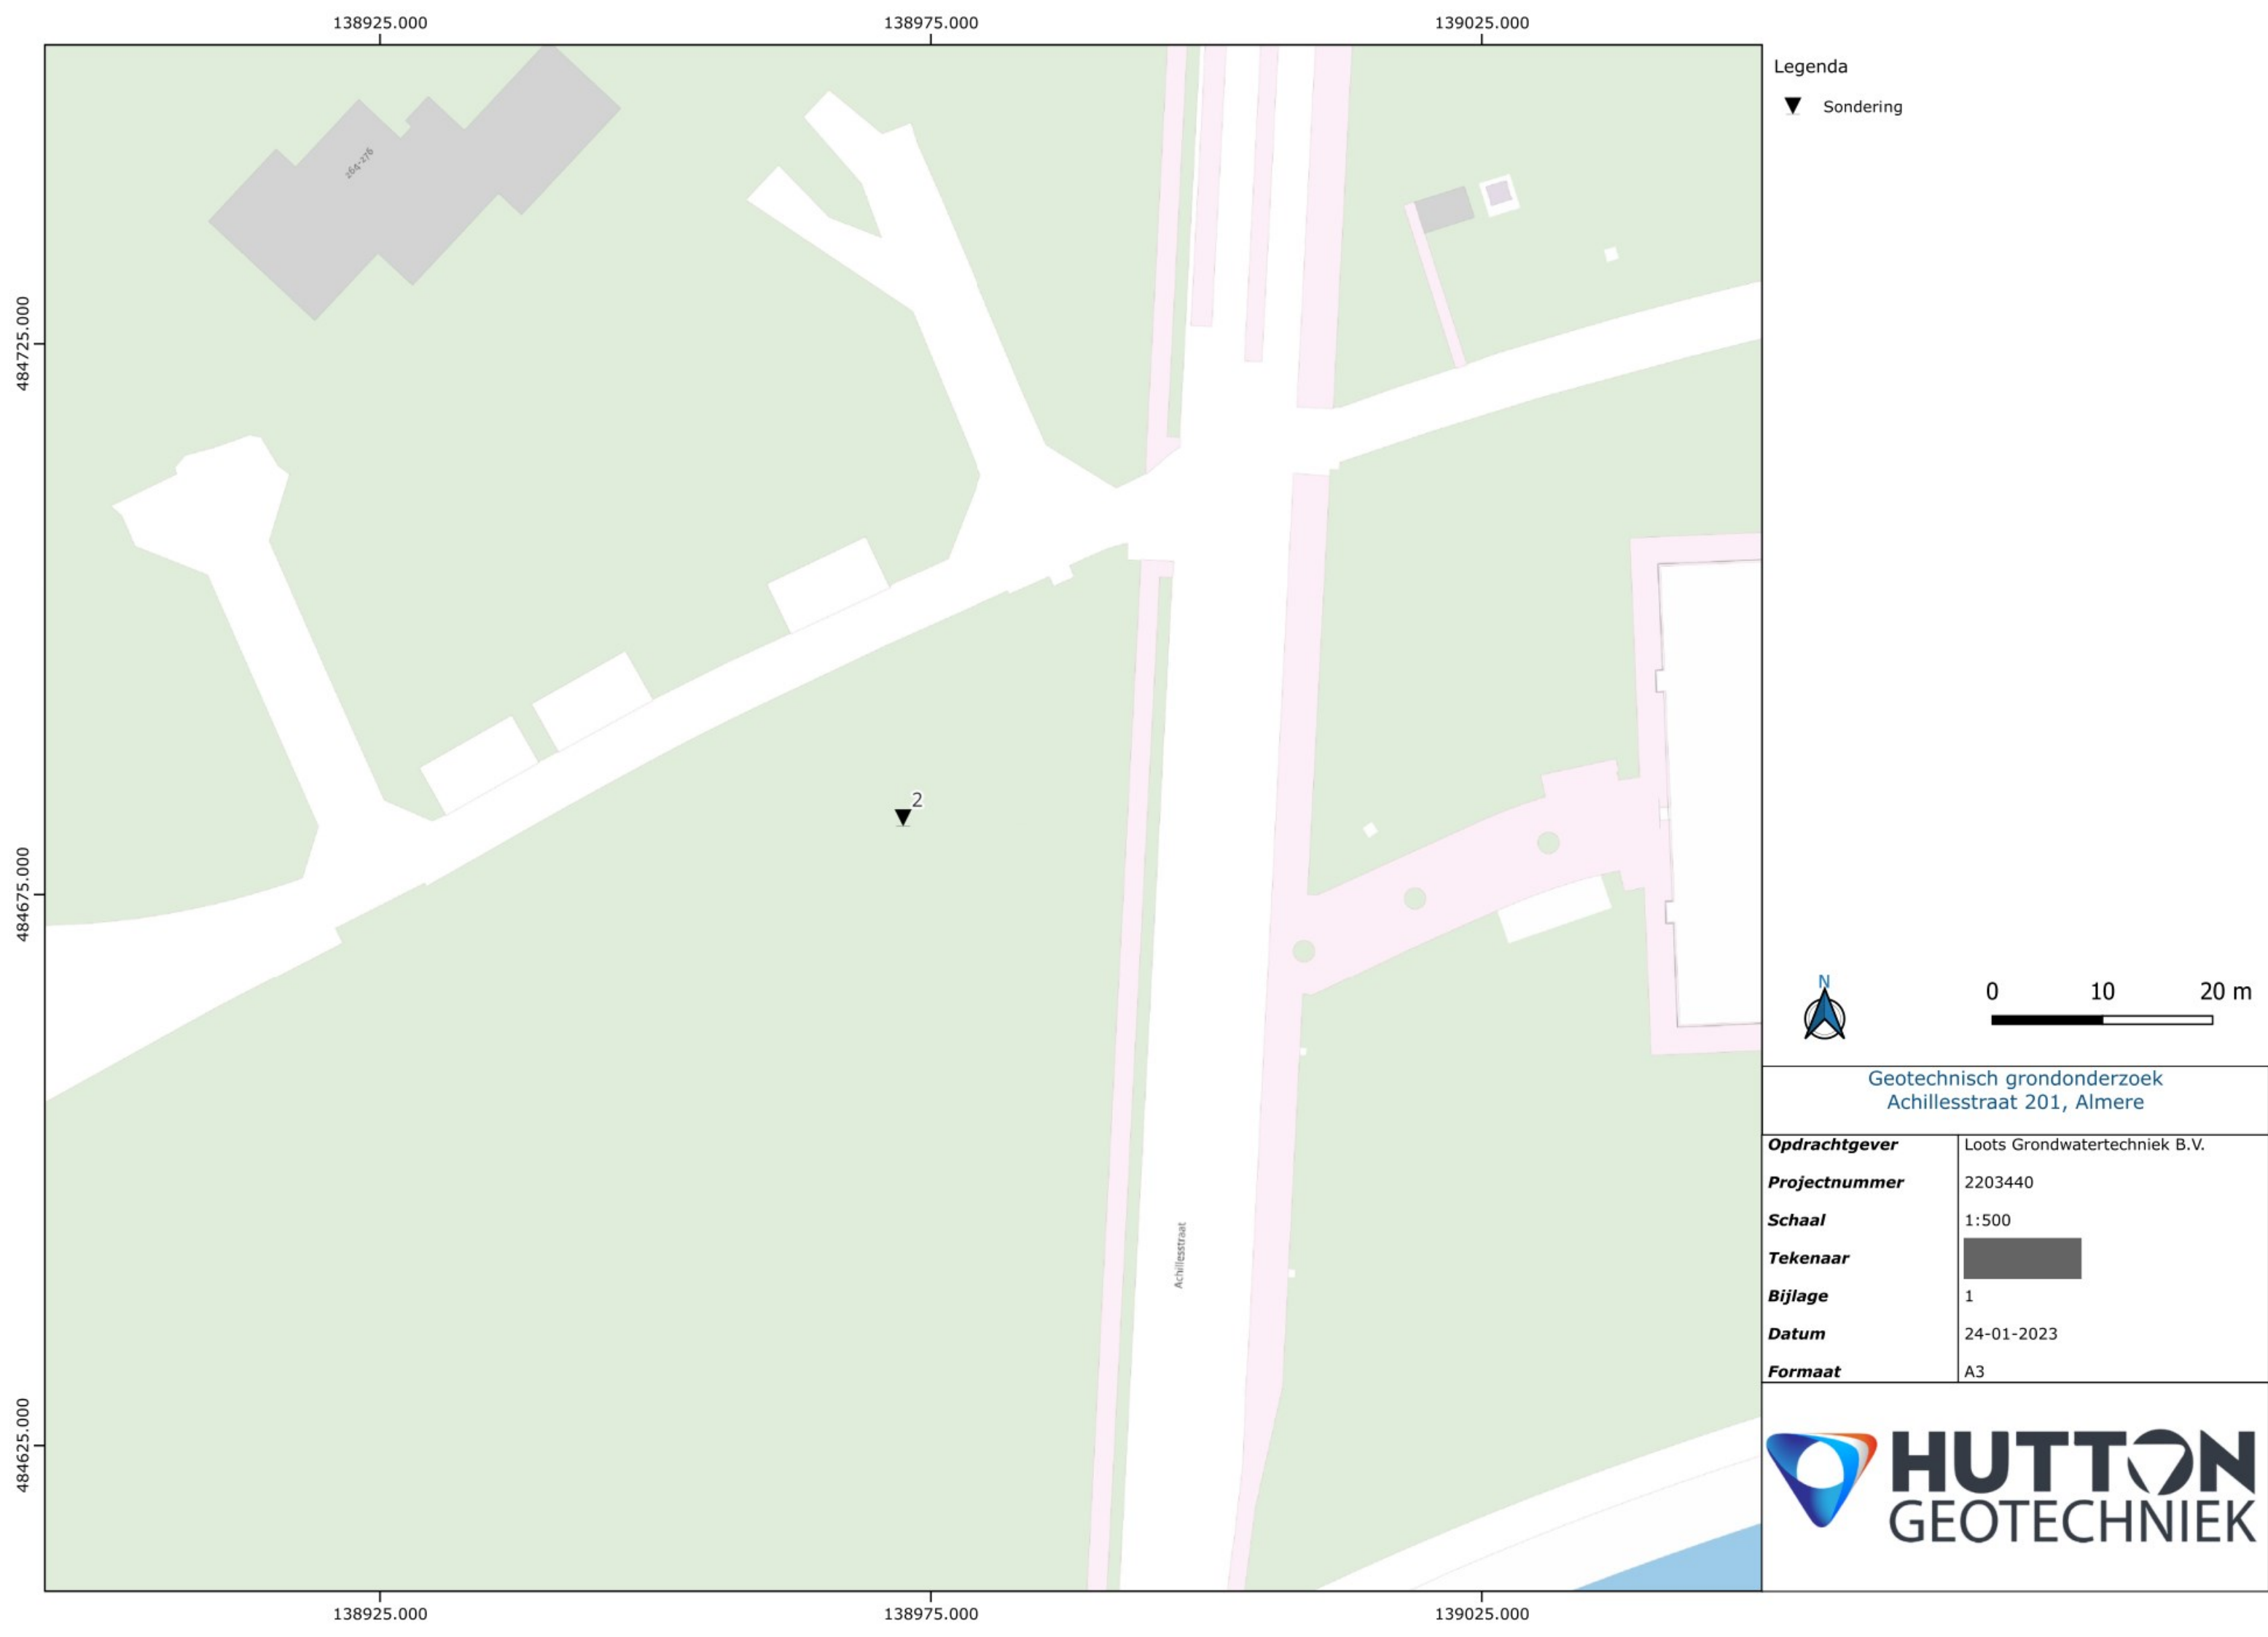 138925.000 138975.000 139025.000
484725.000
484675.000
484625.000
264-276
2
Achillesstraat
138925.000 138975.000 139025.000
Legenda
Sondering
N
0 10 20 m
Geotechnisch grondonderzoek
Achillesstraat 201, Almere
Opdrachtgever Loots Grondwatertechniek B.V.
Projectnummer 2203440
Schaal 1:500
Tekenaar
Bijlage 1
Datum 24-01-2023
Formaat A3
HUTTON
GEOTECHNIEK